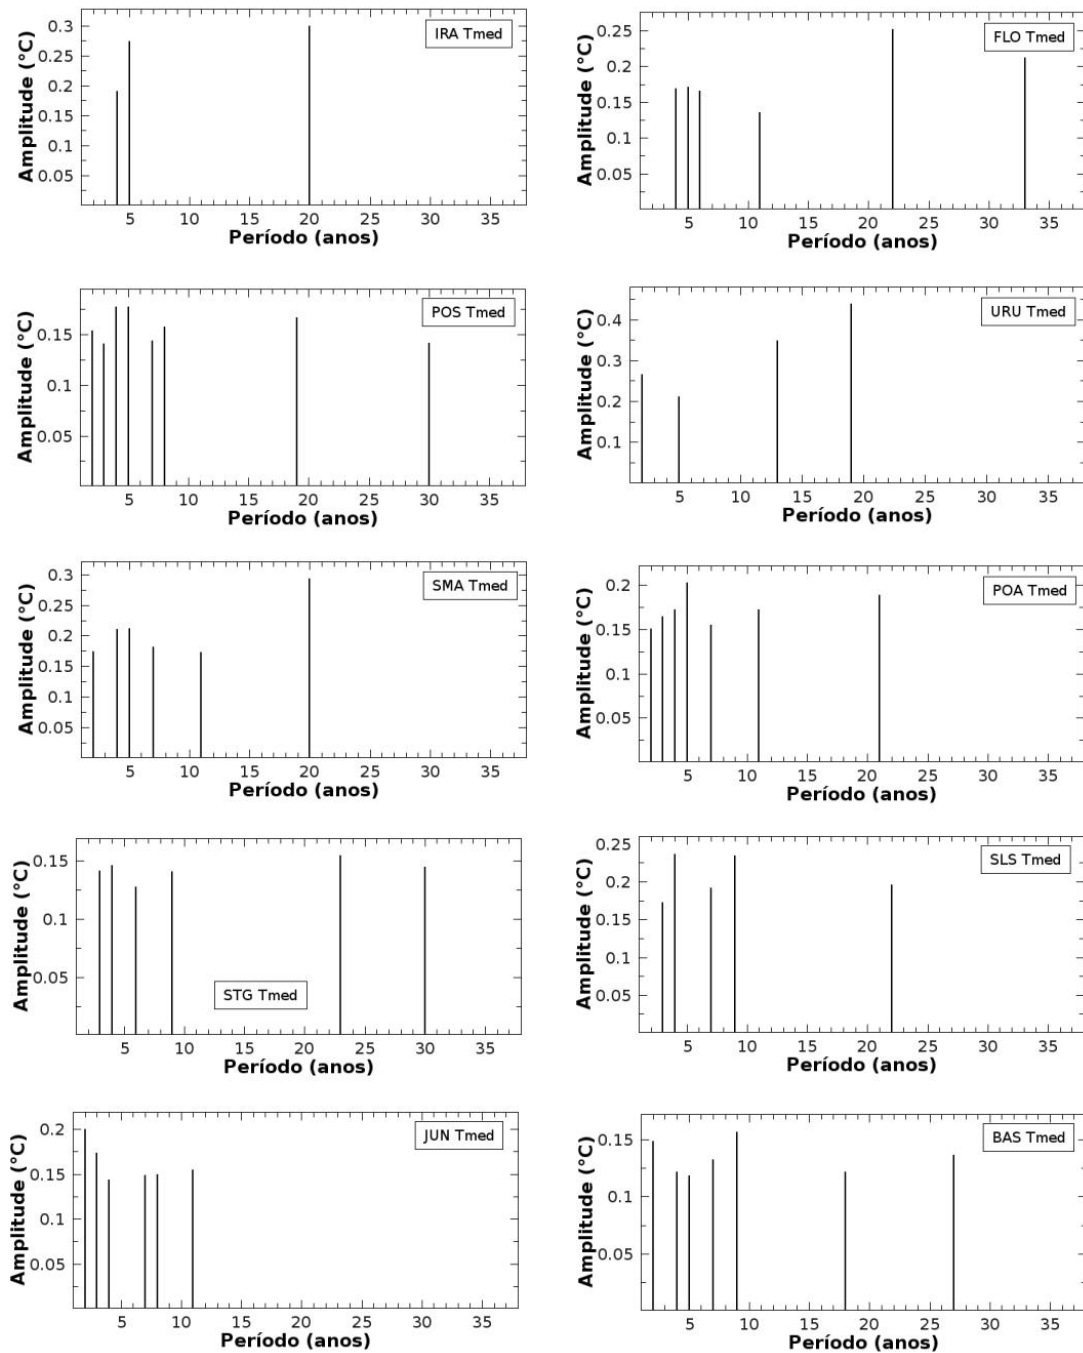 IRA Tmed
Amplitude (°C)
0.3
0.25
0.2
0.15
0.1
0.05
5 10 15 20 25 30 35
Período (anos)
FLO Tmed
Amplitude (°C)
0.25
0.2
0.15
0.1
0.05
5 10 15 20 25 30 35
Período (anos)
POS Tmed
Amplitude (°C)
0.15
0.1
0.05
5 10 15 20 25 30 35
Período (anos)
URU Tmed
Amplitude (°C)
0.4
0.3
0.2
0.1
5 10 15 20 25 30 35
Período (anos)
SMA Tmed
Amplitude (°C)
0.3
0.25
0.2
0.15
0.1
0.05
5 10 15 20 25 30 35
Período (anos)
POA Tmed
Amplitude (°C)
0.2
0.15
0.1
0.05
5 10 15 20 25 30 35
Período (anos)
STG Tmed
Amplitude (°C)
0.15
0.1
0.05
5 10 15 20 25 30 35
Período (anos)
SLS Tmed
Amplitude (°C)
0.25
0.2
0.15
0.1
0.05
5 10 15 20 25 30 35
Período (anos)
JUN Tmed
Amplitude (°C)
0.2
0.15
0.1
0.05
5 10 15 20 25 30 35
Período (anos)
BAS Tmed
Amplitude (°C)
0.15
0.1
0.05
5 10 15 20 25 30 35
Período (anos)